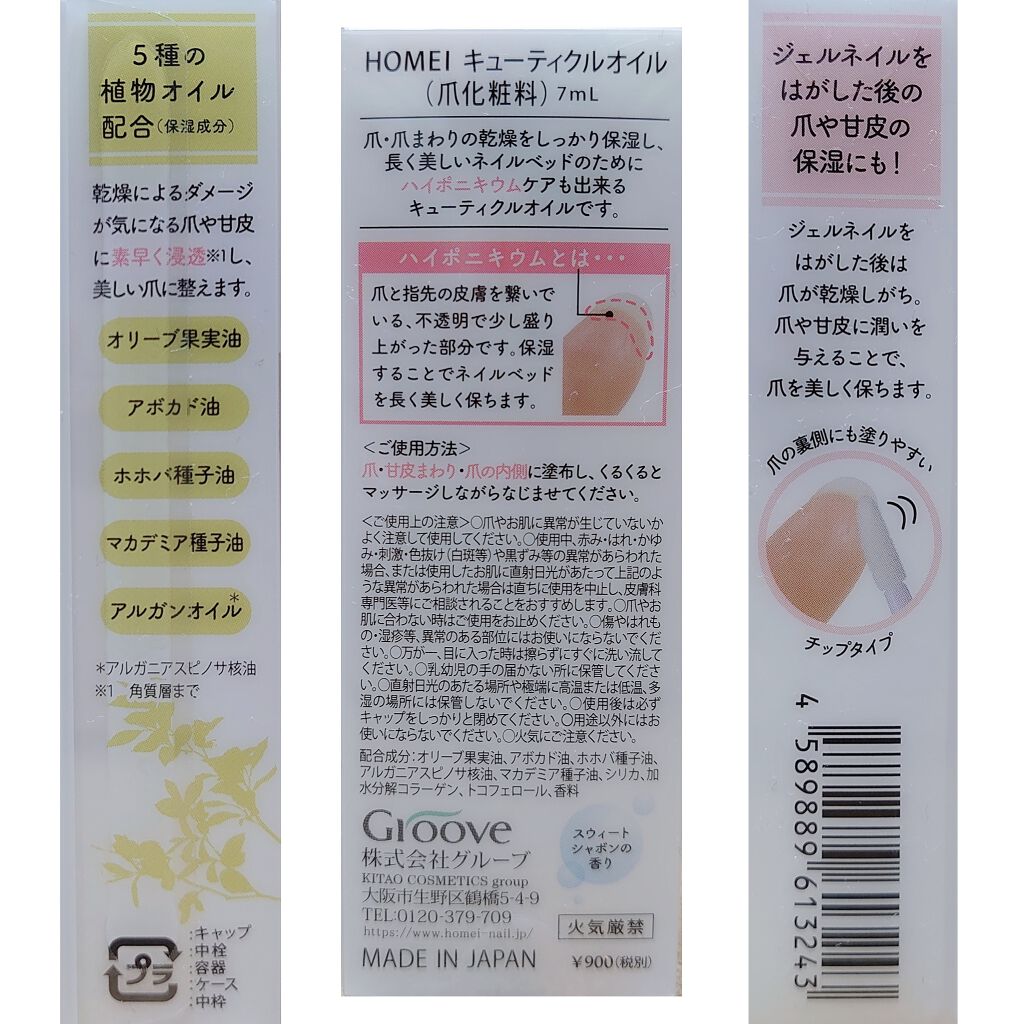 5種の
植物オイル
配合(保湿成分)
乾燥によるダメージ
が気になる爪や甘皮
に素早く浸透※1し、
美しい爪に整えます。
オリーブ果実油
アボカド油
ホホバ種子油
マカデミア種子油
アルガンオイル*
*アルガニアスピノサ核油
※1 角質層まで
プラ
:キャップ
:中栓
:容器
:ケース
:中枠
HOMEI キューティクルオイル
(爪化粧料) 7mL
爪・爪まわりの乾燥をしっかり保湿し、
長く美しいネイルベッドのために
ハイポニキウムケアも出来る
キューティクルオイルです。
ハイポニキウムとは・・・
爪と指先の皮膚を繋いで
いる、不透明で少し盛り
上がった部分です。保湿
することでネイルベッド
を長く美しく保ちます。
<ご使用方法>
爪・甘皮まわり・爪の内側に塗布し、くるくると
マッサージしながらなじませてください。
<ご使用上の注意>○爪やお肌に異常が生じていないか
よく注意して使用してください。○使用中、赤み・はれ・かゆ
み・刺激・色抜け(白斑等)や黒ずみ等の異常があらわれた
場合、または使用したお肌に直射日光があたって上記のよ
うな異常があらわれた場合は直ちに使用を中止し、皮膚科
専門医等にご相談されることをおすすめします。○爪やお
肌に合わない時はご使用をお止めください。○傷やはれも
の・湿疹等、異常のある部位にはお使いにならないでくだ
さい。○万が一、目に入った時は擦らずにすぐに洗い流して
ください。○乳幼児の手の届かない所に保管してくださ
い。○直射日光のあたる場所や極端に高温または低温、多
湿の場所には保管しないでください。○使用後は必ず
キャップをしっかりと閉めてください。○用途以外にはお
使いにならないでください。○火気にご注意ください。
配合成分:オリーブ果実油、アボカド油、ホホバ種子油、
アルガニアスピノサ核油、マカデミア種子油、シリカ、加
水分解コラーゲン、トコフェロール、香料
Groove
株式会社グルーブ
KITAO COSMETICS group
大阪市生野区鶴橋5-4-9
TEL:0120-379-709
https://www.homei-nail.jp/
MADE IN JAPAN
スウィート
シャボンの
香り
火気厳禁
¥900(税別)
ジェルネイルを
はがした後の
爪や甘皮の
保湿にも!
ジェルネイルを
はがした後は
爪が乾燥しがち。
爪や甘皮に潤いを
与えることで、
爪を美しく保ちます。
爪の裏側にも塗りやすい
チップタイプ
4 589889 613243